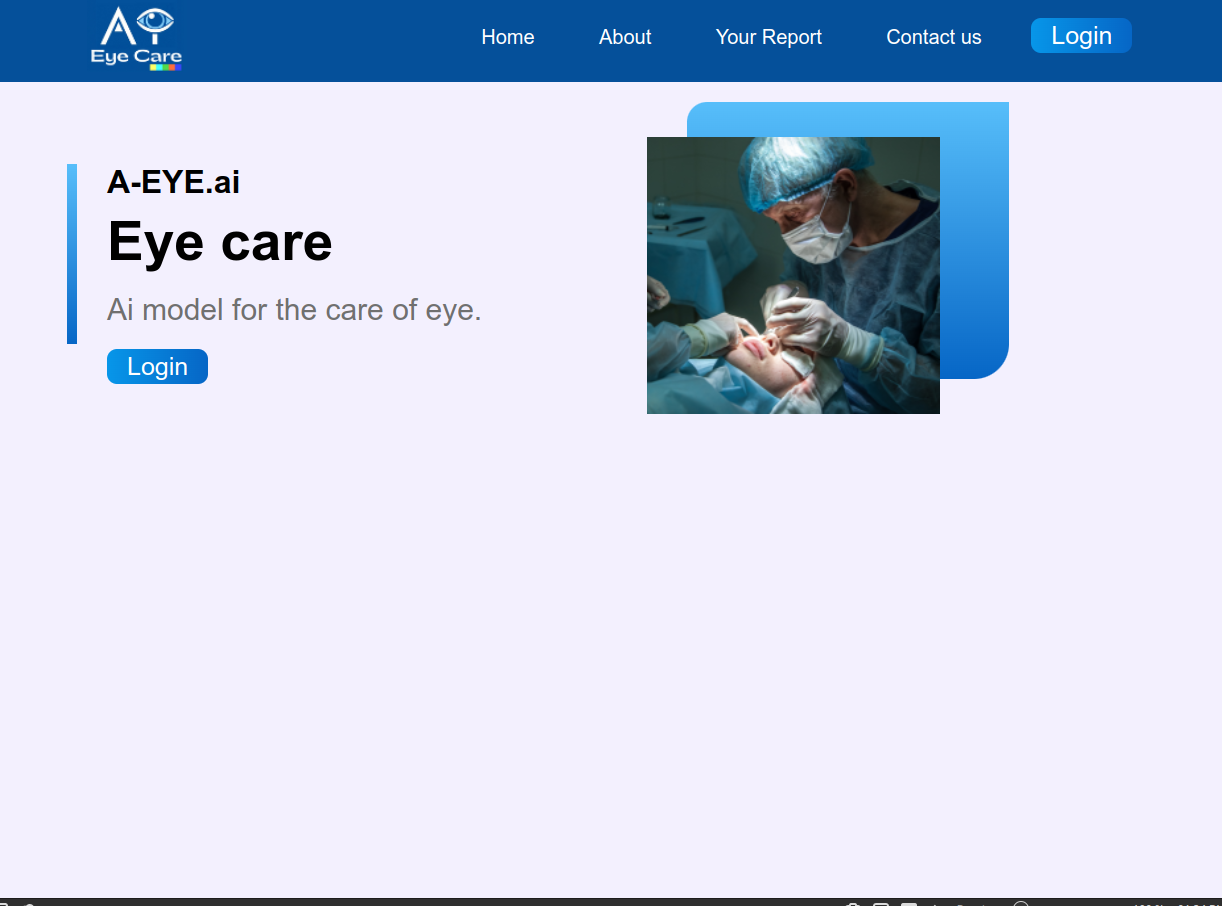 AY
Eye Care
Home
About
Your Report
Contact us
Login
A-EYE.ai
Eye care
Ai model for the care of eye.
Login